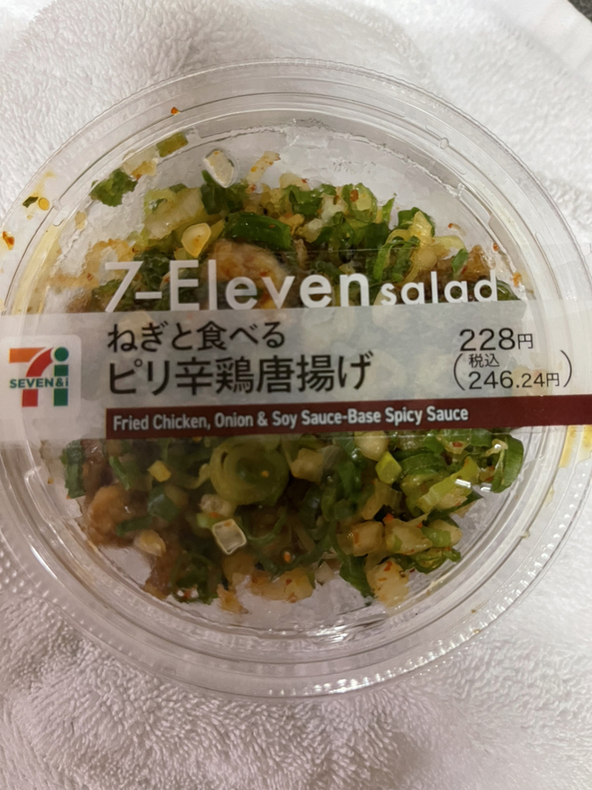 7-Eleven salad
ねぎと食べる
ピリ辛鶏唐揚げ
228円
(税込 246.24円)
7i
SEVEN&i
Fried Chicken, Onion & Soy Sauce-Base Spicy Sauce